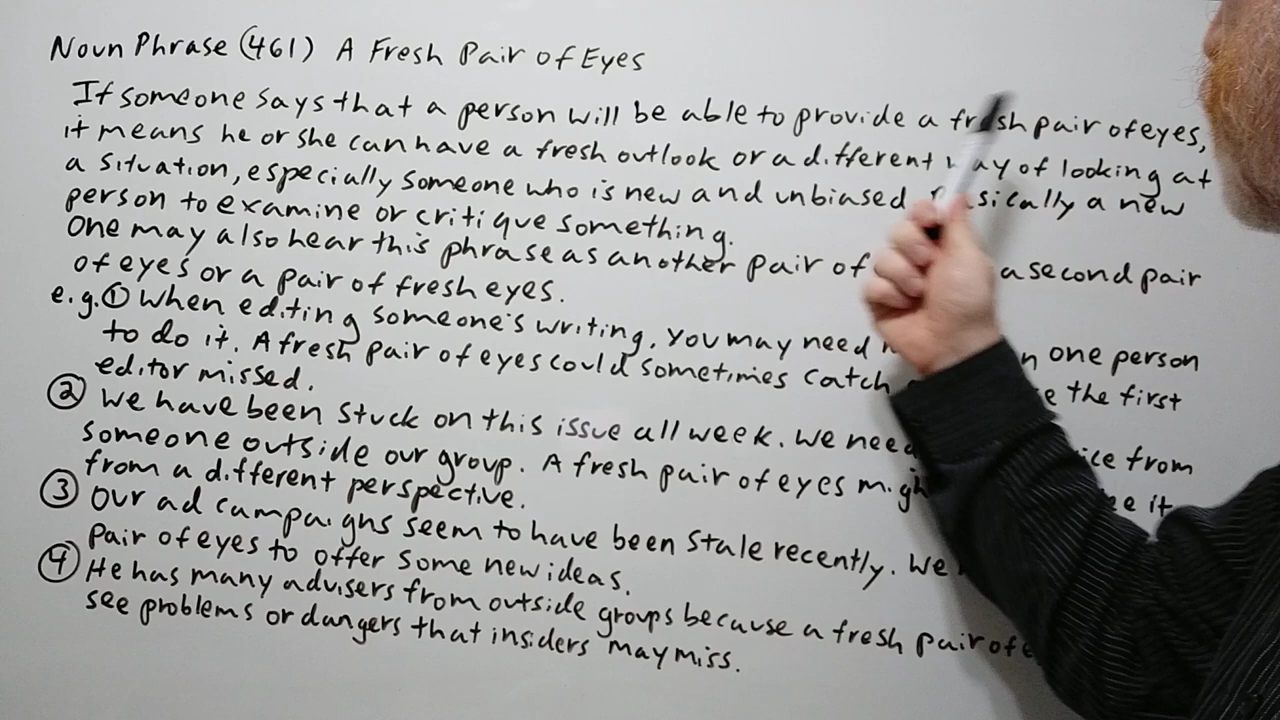 Noun Phrase (461) A Fresh Pair of Eyes
If someone says that a person will be able to provide a fresh pair of eyes,
it means he or she can have a fresh outlook or a different way of looking at
a situation, especially someone who is new and unbiased. Basically a new
person to examine or critique something.
One may also hear this phrase as another pair of a second pair
of eyes or a pair of fresh eyes.
e.g. ① When editing someone's writing, you may need one person
to do it. A fresh pair of eyes could sometimes catch the first
editor missed.
② We have been stuck on this issue all week. We need from
someone outside our group. A fresh pair of eyes might it
from a different perspective.
③ Our ad campaigns seem to have been stale recently. We
pair of eyes to offer some new ideas.
④ He has many advisers from outside groups because a fresh pair of
see problems or dangers that insiders may miss.